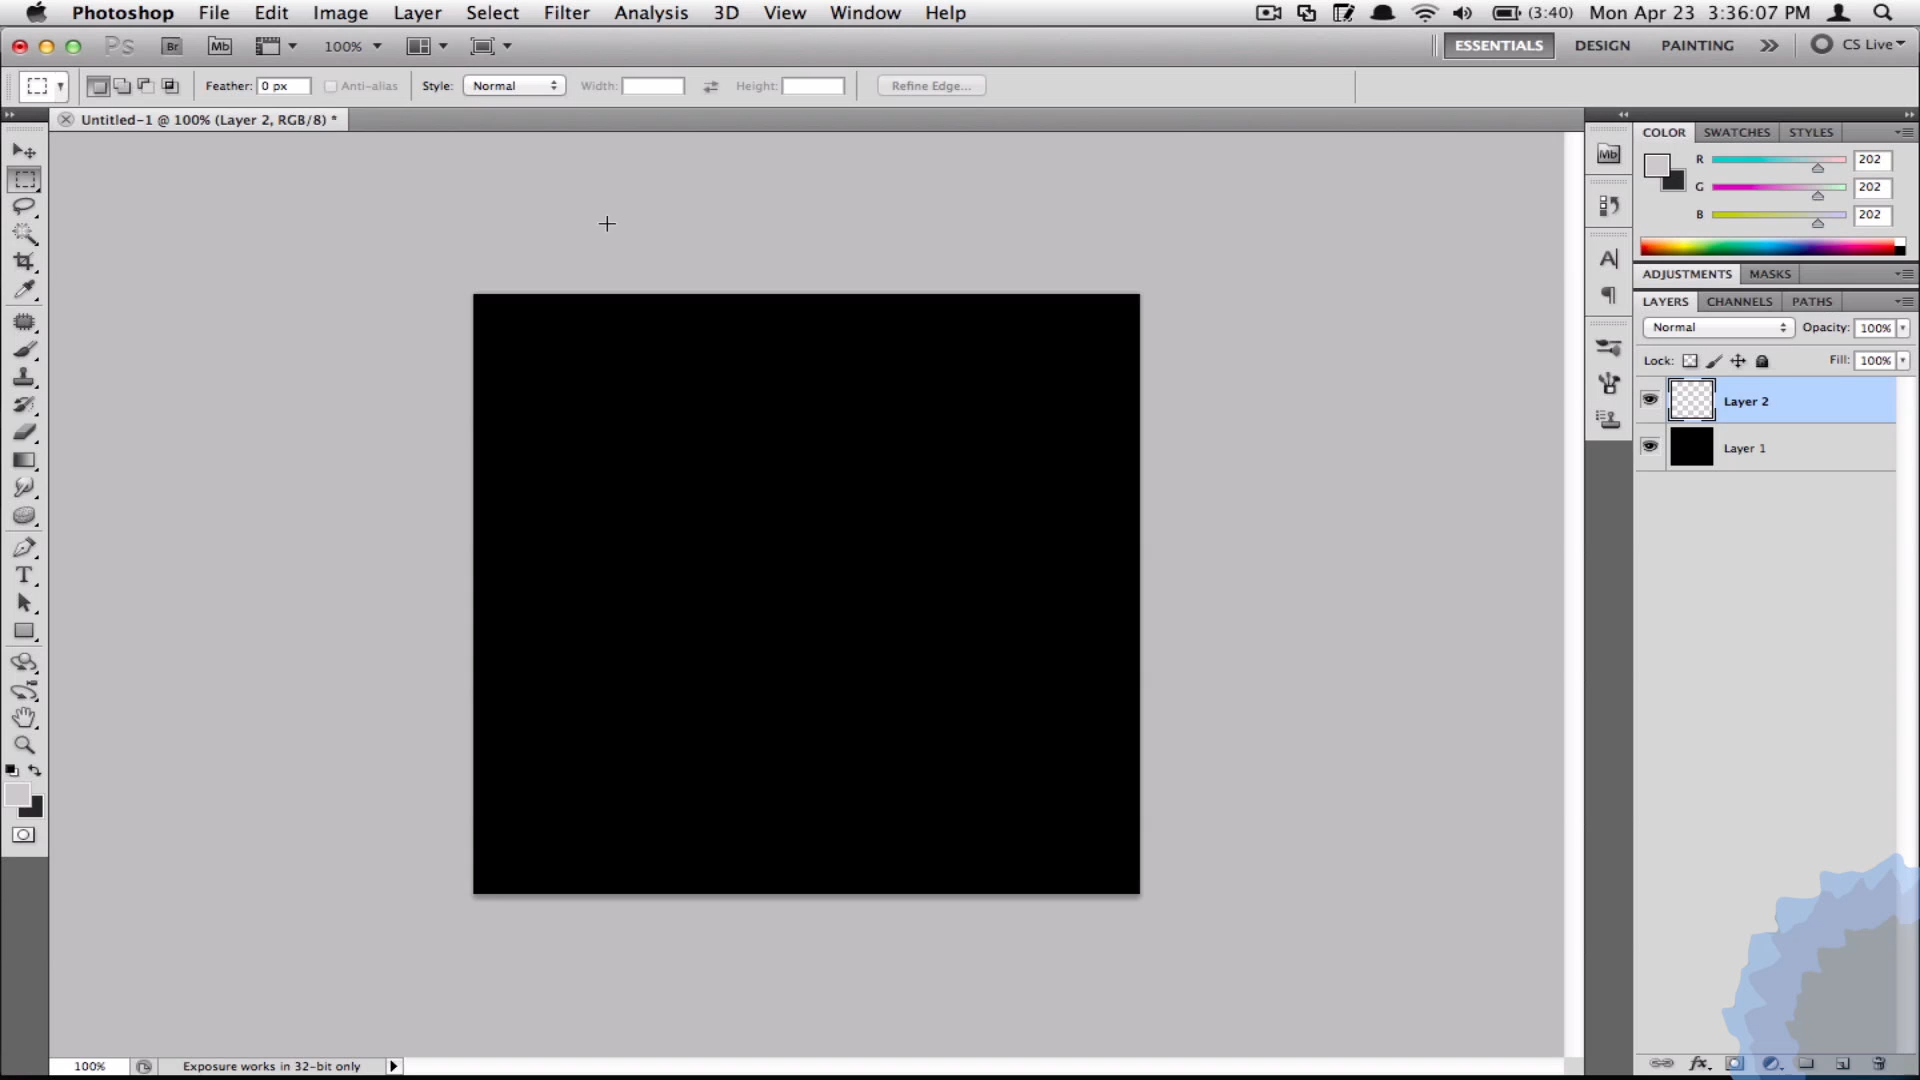 Photoshop File Edit Image Layer Select Filter Analysis 3D View Window Help (3:40) Mon Apr 23 3:36:07 PM
Ps Br Mb 100% ESSENTIALS DESIGN PAINTING CS Live
Feather: 0 px Anti-alias Style: Normal Width: Height: Refine Edge...
Untitled-1 @ 100% (Layer 2, RGB/8) *
Mb
COLOR SWATCHES STYLES
R 202
G 202
B 202
ADJUSTMENTS MASKS
LAYERS CHANNELS PATHS
Normal Opacity: 100%
Lock: Fill: 100%
Layer 2
Layer 1
100% Exposure works in 32-bit only